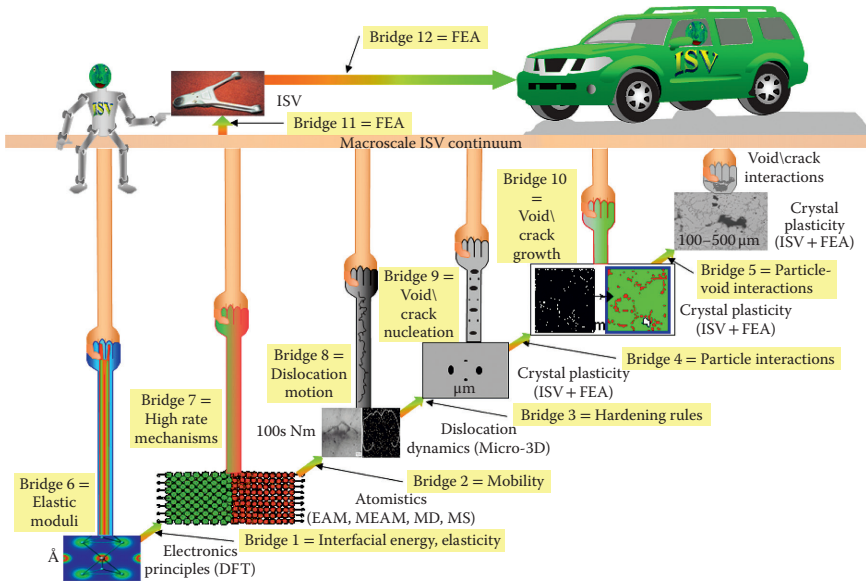 Bridge 12 = FEA
ISV
ISV
ISV
Bridge 11 = FEA
Macroscale ISV continuum
Void\crack
interactions
Bridge 10
=
Void\
crack
growth
Crystal
plasticity
(ISV + FEA)
100–500 µm
Bridge 9 =
Void\
crack
nucleation
Bridge 5 = Particle-
void interactions
Crystal plasticity
(ISV + FEA)
Bridge 8 =
Dislocation
motion
µm
Bridge 4 = Particle interactions
Crystal plasticity
(ISV + FEA)
Bridge 7 =
High rate
mechanisms
100s Nm
Bridge 3 = Hardening rules
Dislocation
dynamics (Micro-3D)
Bridge 6 =
Elastic
moduli
Bridge 2 = Mobility
Atomistics
(EAM, MEAM, MD, MS)
Å
Bridge 1 = Interfacial energy, elasticity
Electronics
principles (DFT)